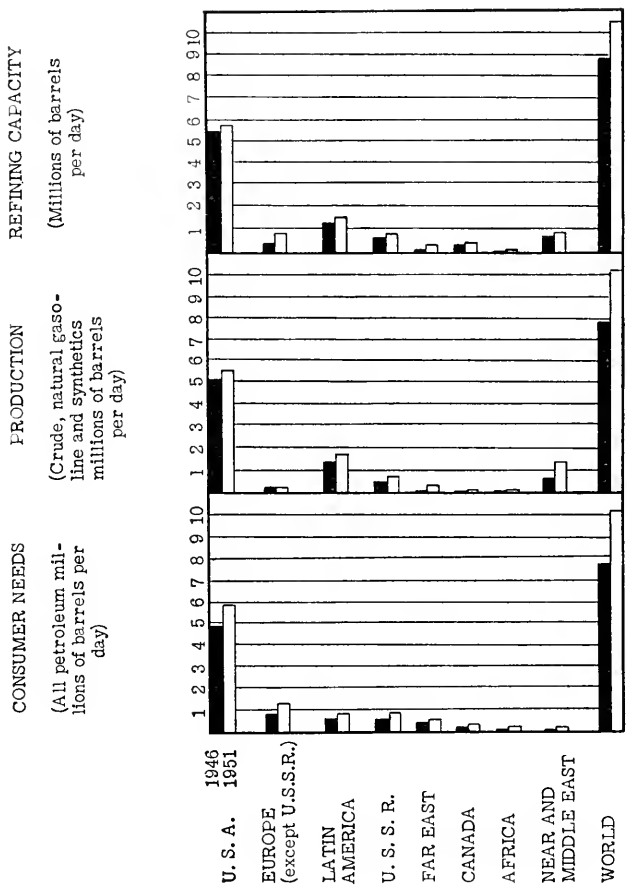 REFINING CAPACITY
(Millions of barrels
per day)
1 2 3 4 5 6 7 8 9 10
PRODUCTION
(Crude, natural gaso-
line and synthetics
millions of barrels
per day)
1 2 3 4 5 6 7 8 9 10
CONSUMER NEEDS
(All petroleum mil-
lions of barrels per
day)
1 2 3 4 5 6 7 8 9 10
1946
1951
U. S. A.
EUROPE
(except U.S.S.R.)
LATIN
AMERICA
U. S. S. R.
FAR EAST
CANADA
AFRICA
NEAR AND
MIDDLE EAST
WORLD